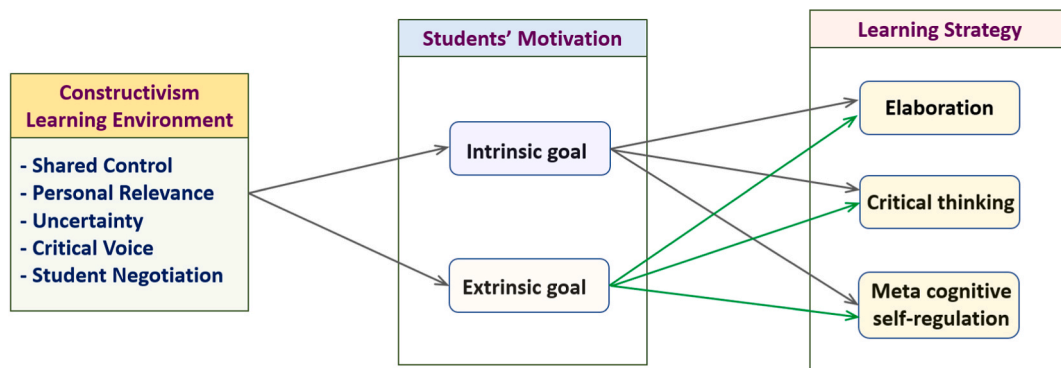 Constructivism
Learning Environment
- Shared Control
- Personal Relevance
- Uncertainty
- Critical Voice
- Student Negotiation
Students’ Motivation
Intrinsic goal
Extrinsic goal
Learning Strategy
Elaboration
Critical thinking
Meta cognitive
self-regulation